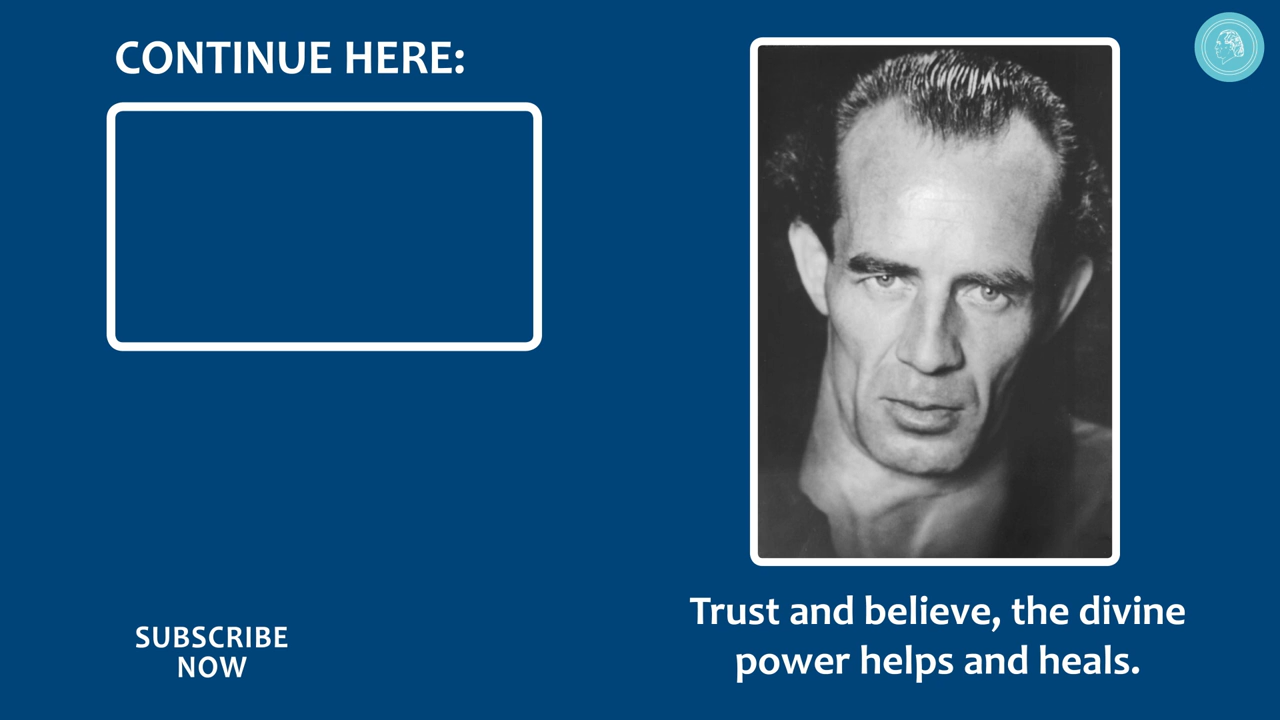 CONTINUE HERE:
SUBSCRIBE
NOW
Trust and believe, the divine
power helps and heals.